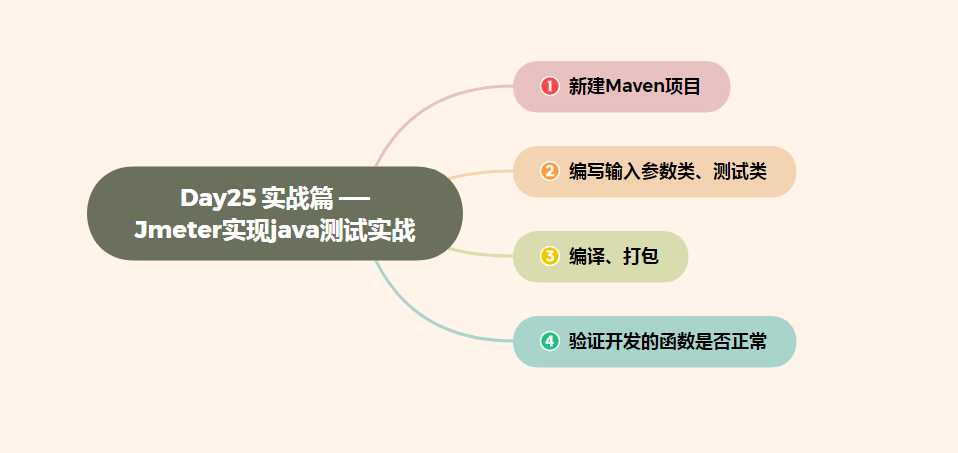 Day25 实战篇 ——
Jmeter实现java测试实战
1 新建Maven项目
2 编写输入参数类、测试类
3 编译、打包
4 验证开发的函数是否正常